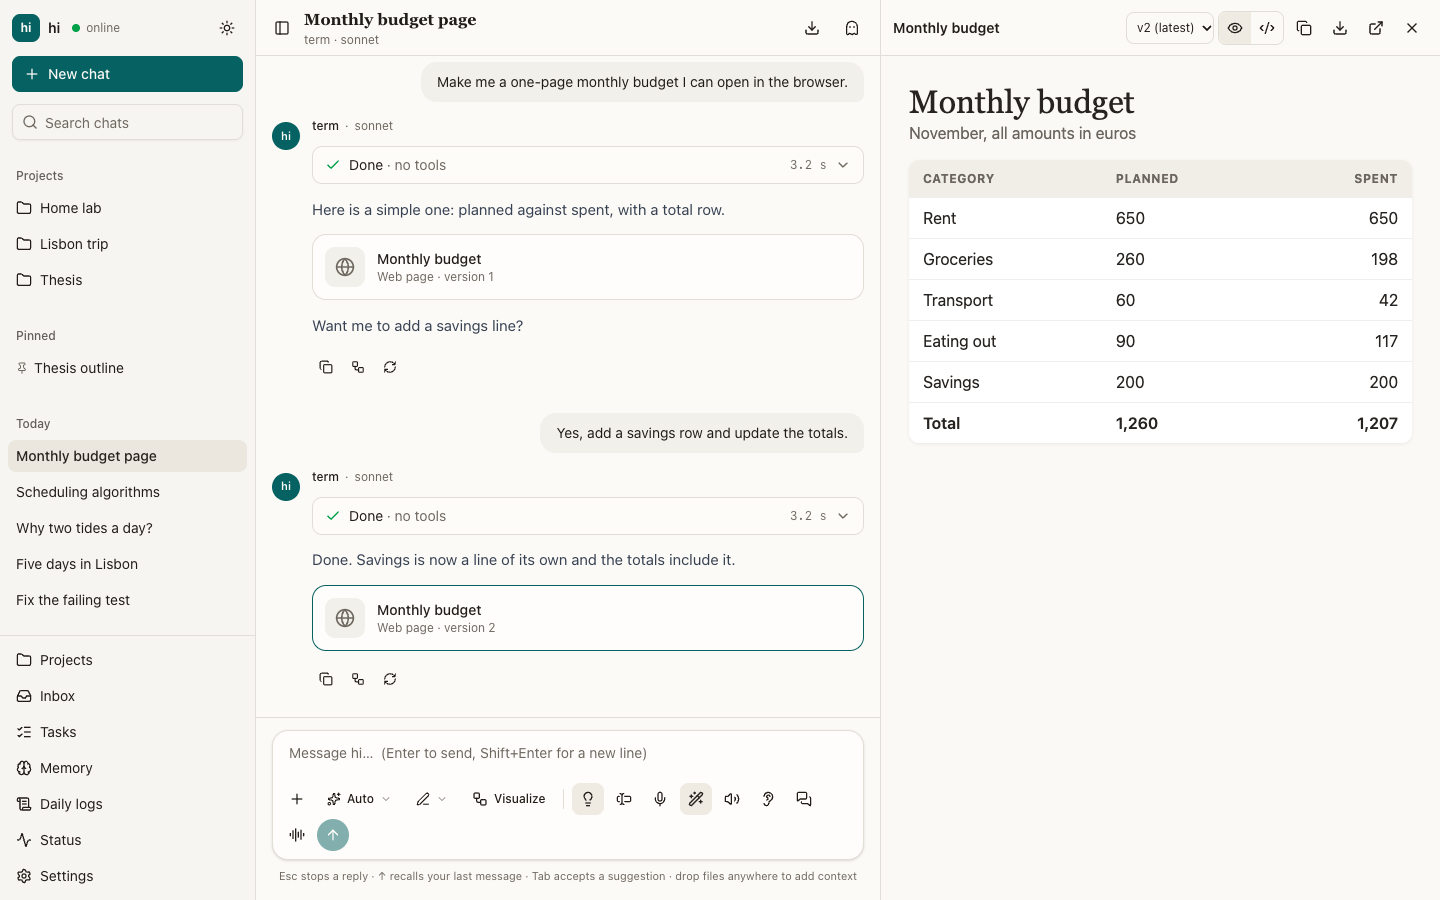 hi
hi
online
New chat
Search chats
Projects
Home lab
Lisbon trip
Thesis
Pinned
Thesis outline
Today
Monthly budget page
Scheduling algorithms
Why two tides a day?
Five days in Lisbon
Fix the failing test
Projects
Inbox
Tasks
Memory
Daily logs
Status
Settings
Monthly budget page
term · sonnet
Make me a one-page monthly budget I can open in the browser.
hi
term · sonnet
Done · no tools 3.2 s
Here is a simple one: planned against spent, with a total row.
Monthly budget
Web page · version 1
Want me to add a savings line?
Yes, add a savings row and update the totals.
hi
term · sonnet
Done · no tools 3.2 s
Done. Savings is now a line of its own and the totals include it.
Monthly budget
Web page · version 2
Message hi... (Enter to send, Shift+Enter for a new line)
Auto
Visualize
Esc stops a reply · ↑ recalls your last message · Tab accepts a suggestion · drop files anywhere to add context
Monthly budget
v2 (latest)
Monthly budget
November, all amounts in euros
CATEGORY PLANNED SPENT
Rent 650 650
Groceries 260 198
Transport 60 42
Eating out 90 117
Savings 200 200
Total 1,260 1,207